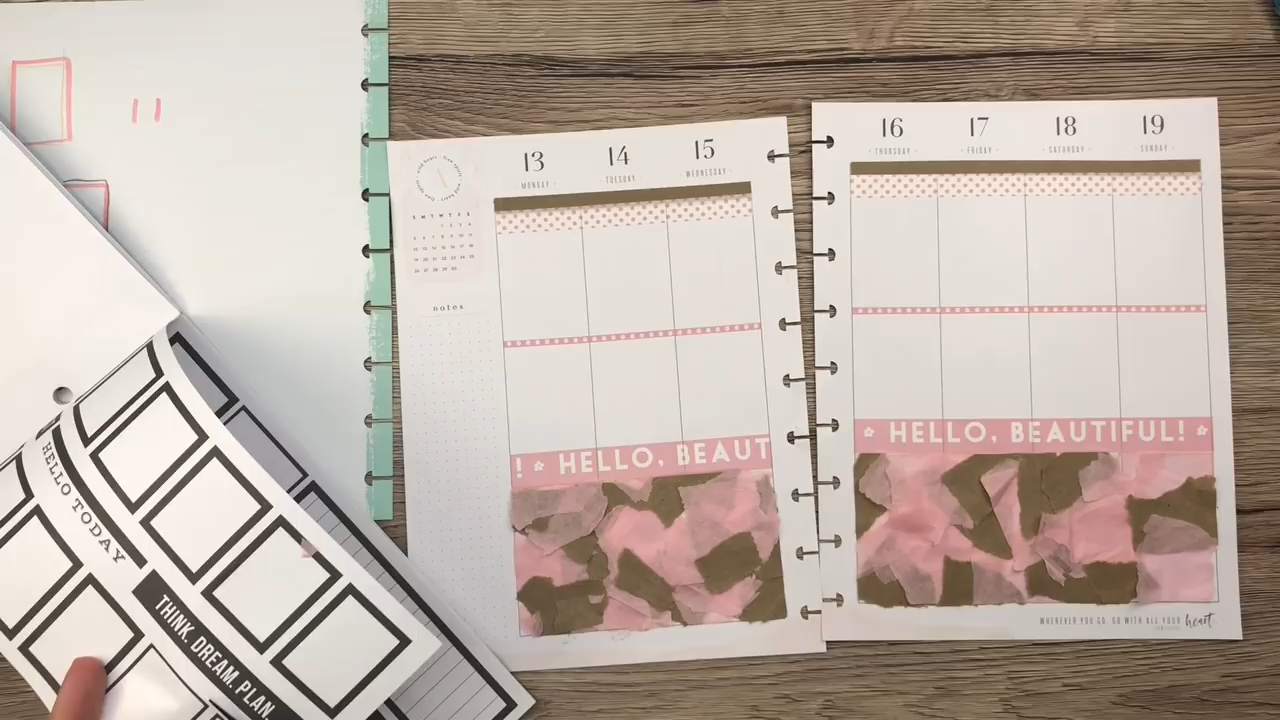 13 14 15
MONDAY TUESDAY WEDNESDAY
S M T W T F S
notes
! HELLO, BEAUT
16 17 18 19
THURSDAY FRIDAY SATURDAY SUNDAY
HELLO, BEAUTIFUL!
WHEREVER YOU GO, GO WITH ALL YOUR heart
HELLO TODAY
THINK. DREAM. PLAN.